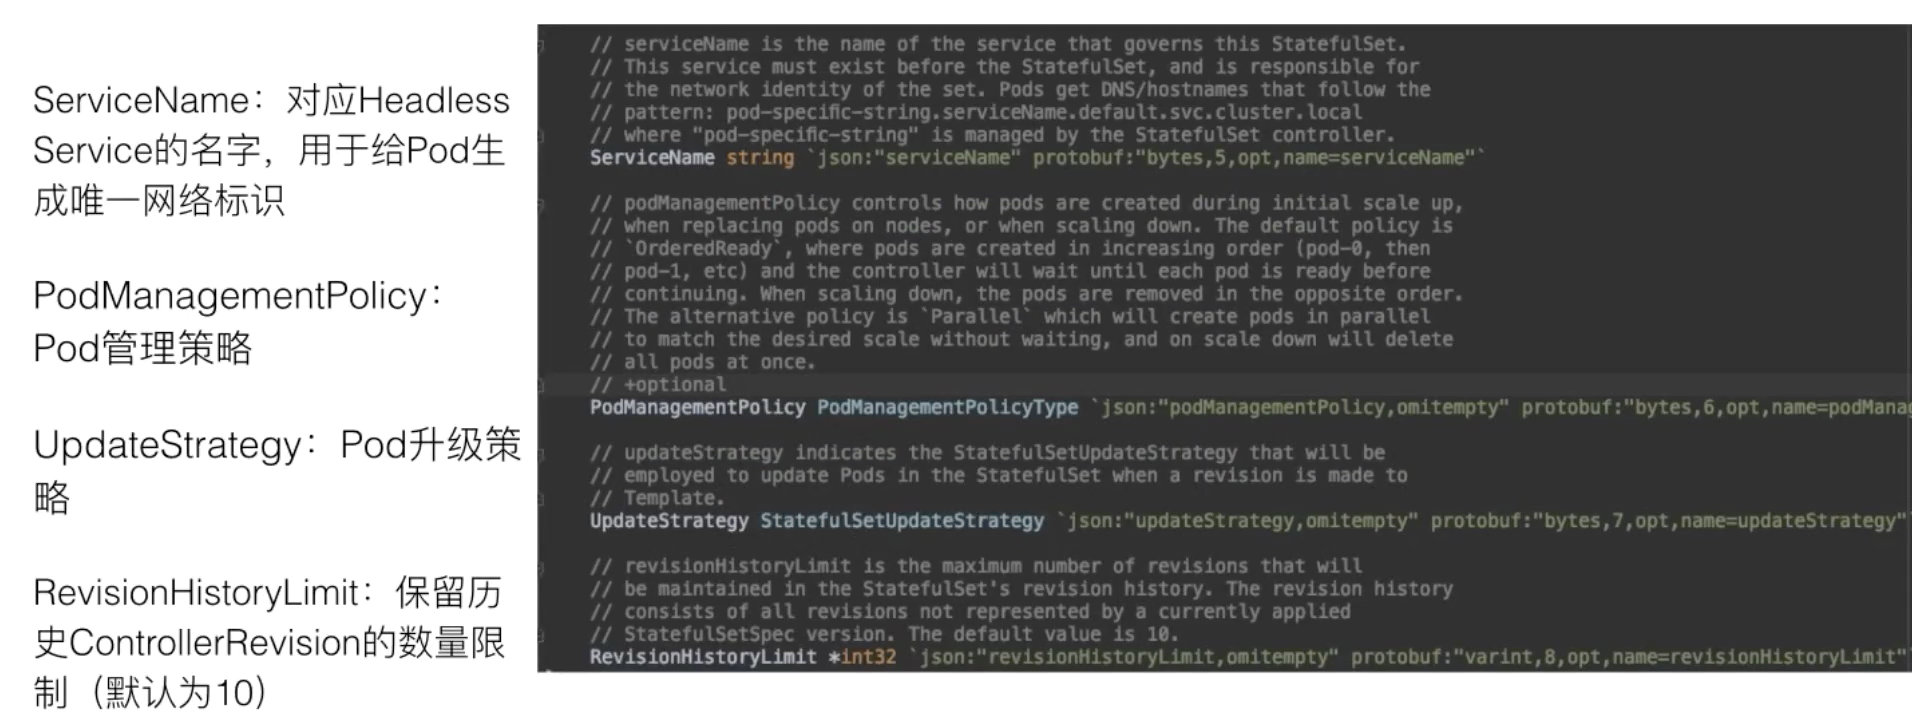 ServiceName：对应Headless
Service的名字，用于给Pod生
成唯一网络标识
PodManagementPolicy：
Pod管理策略
UpdateStrategy：Pod升级策
略
RevisionHistoryLimit：保留历
史ControllerRevision的数量限
制（默认为10）
// serviceName is the name of the service that governs this StatefulSet.
// This service must exist before the StatefulSet, and is responsible for
// the network identity of the set. Pods get DNS/hostnames that follow the
// pattern: pod-specific-string.serviceName.default.svc.cluster.local
// where "pod-specific-string" is managed by the StatefulSet controller.
ServiceName string `json:"serviceName" protobuf:"bytes,5,opt,name=serviceName"`
// podManagementPolicy controls how pods are created during initial scale up,
// when replacing pods on nodes, or when scaling down. The default policy is
// `OrderedReady`, where pods are created in increasing order (pod-0, then
// pod-1, etc) and the controller will wait until each pod is ready before
// continuing. When scaling down, the pods are removed in the opposite order.
// The alternative policy is `Parallel` which will create pods in parallel
// to match the desired scale without waiting, and on scale down will delete
// all pods at once.
// +optional
PodManagementPolicy PodManagementPolicyType `json:"podManagementPolicy,omitempty" protobuf:"bytes,6,opt,name=podManag
// updateStrategy indicates the StatefulSetUpdateStrategy that will be
// employed to update Pods in the StatefulSet when a revision is made to
// Template.
UpdateStrategy StatefulSetUpdateStrategy `json:"updateStrategy,omitempty" protobuf:"bytes,7,opt,name=updateStrategy"`
// revisionHistoryLimit is the maximum number of revisions that will
// be maintained in the StatefulSet's revision history. The revision history
// consists of all revisions not represented by a currently applied
// StatefulSetSpec version. The default value is 10.
RevisionHistoryLimit *int32 `json:"revisionHistoryLimit,omitempty" protobuf:"varint,8,opt,name=revisionHistoryLimit"`